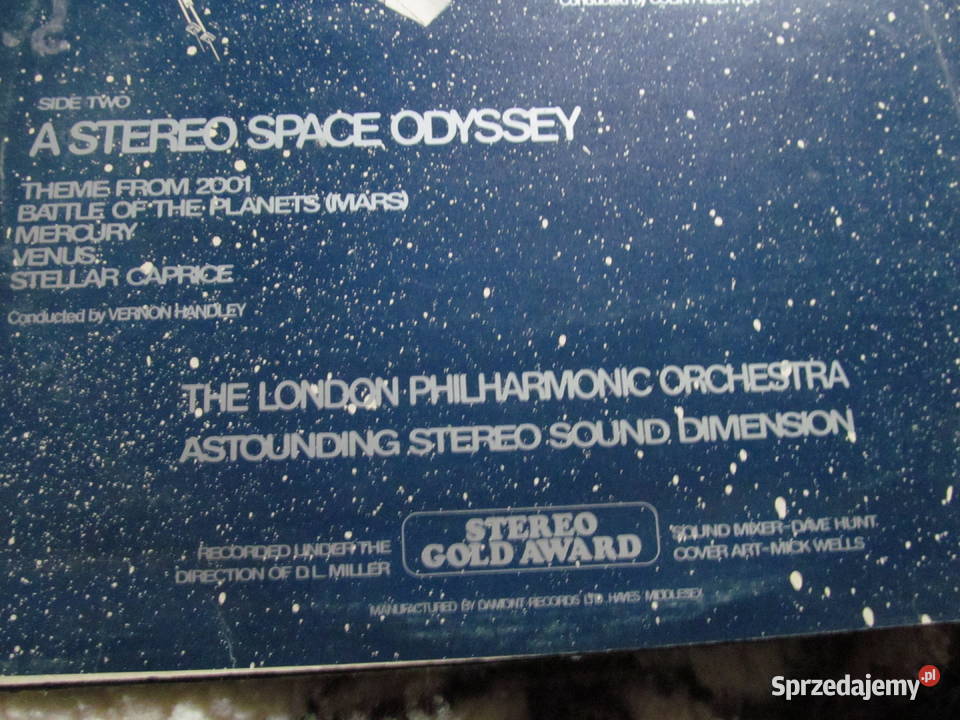 SIDE TWO
A STEREO SPACE ODYSSEY
THEME FROM 2001
BATTLE OF THE PLANETS (MARS)
MERCURY
VENUS
STELLAR CAPRICE
Conducted by VERNON HANDLEY
THE LONDON PHILHARMONIC ORCHESTRA
ASTOUNDING STEREO SOUND DIMENSION
RECORDED UNDER THE
DIRECTION OF D.L. MILLER
STEREO
GOLD AWARD
SOUND MIXER-DAVE HUNT
COVER ART-MICK WELLS
MANUFACTURED BY DAMONT RECORDS LTD. HAYES MIDDLESEX
Sprzedajemy.pl